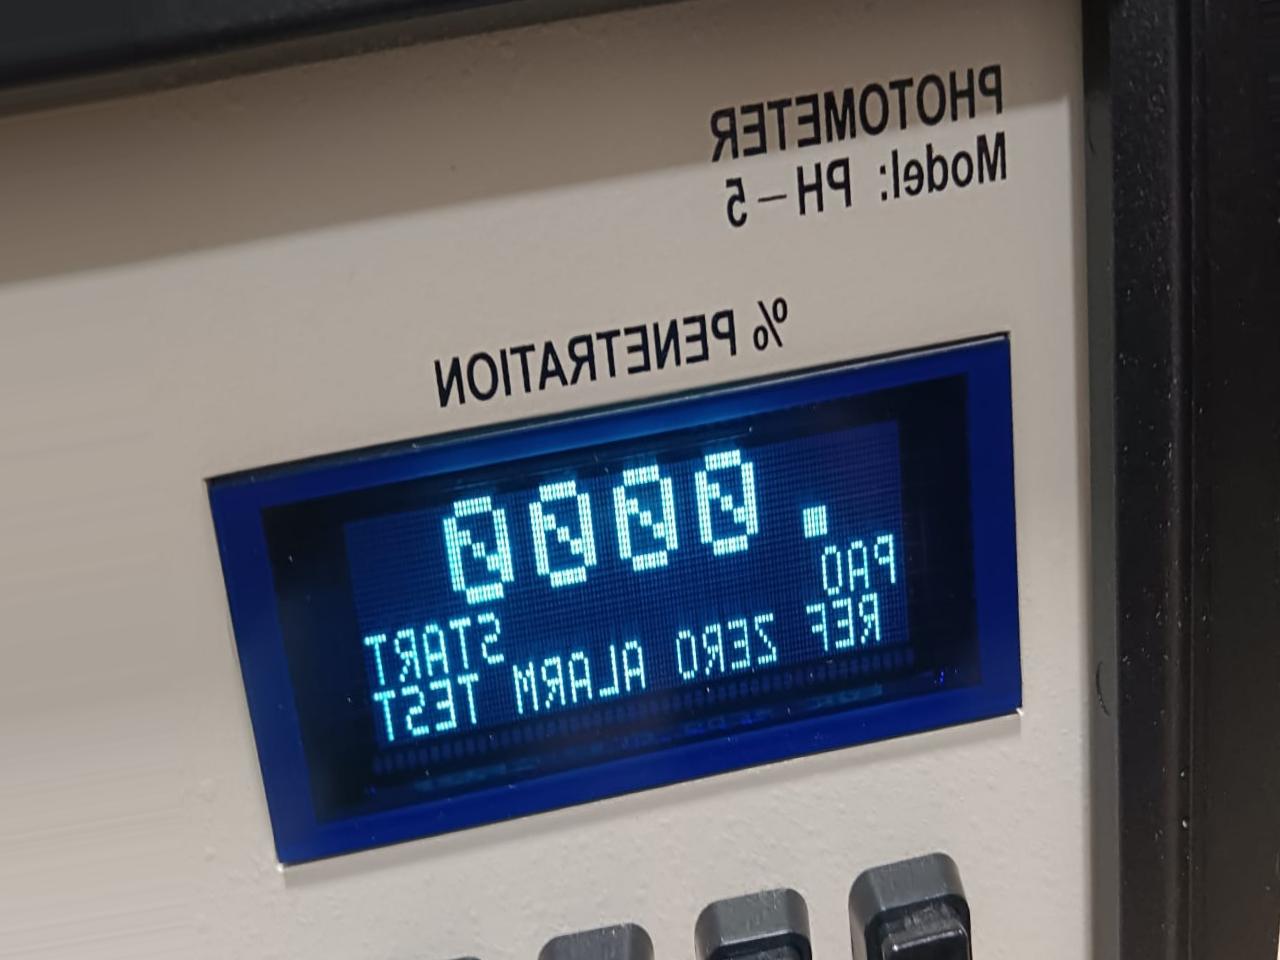 PHOTOMETER
Model: PH-5
% PENETRATION
.0000
PAO START
REF ZERO ALARM TEST